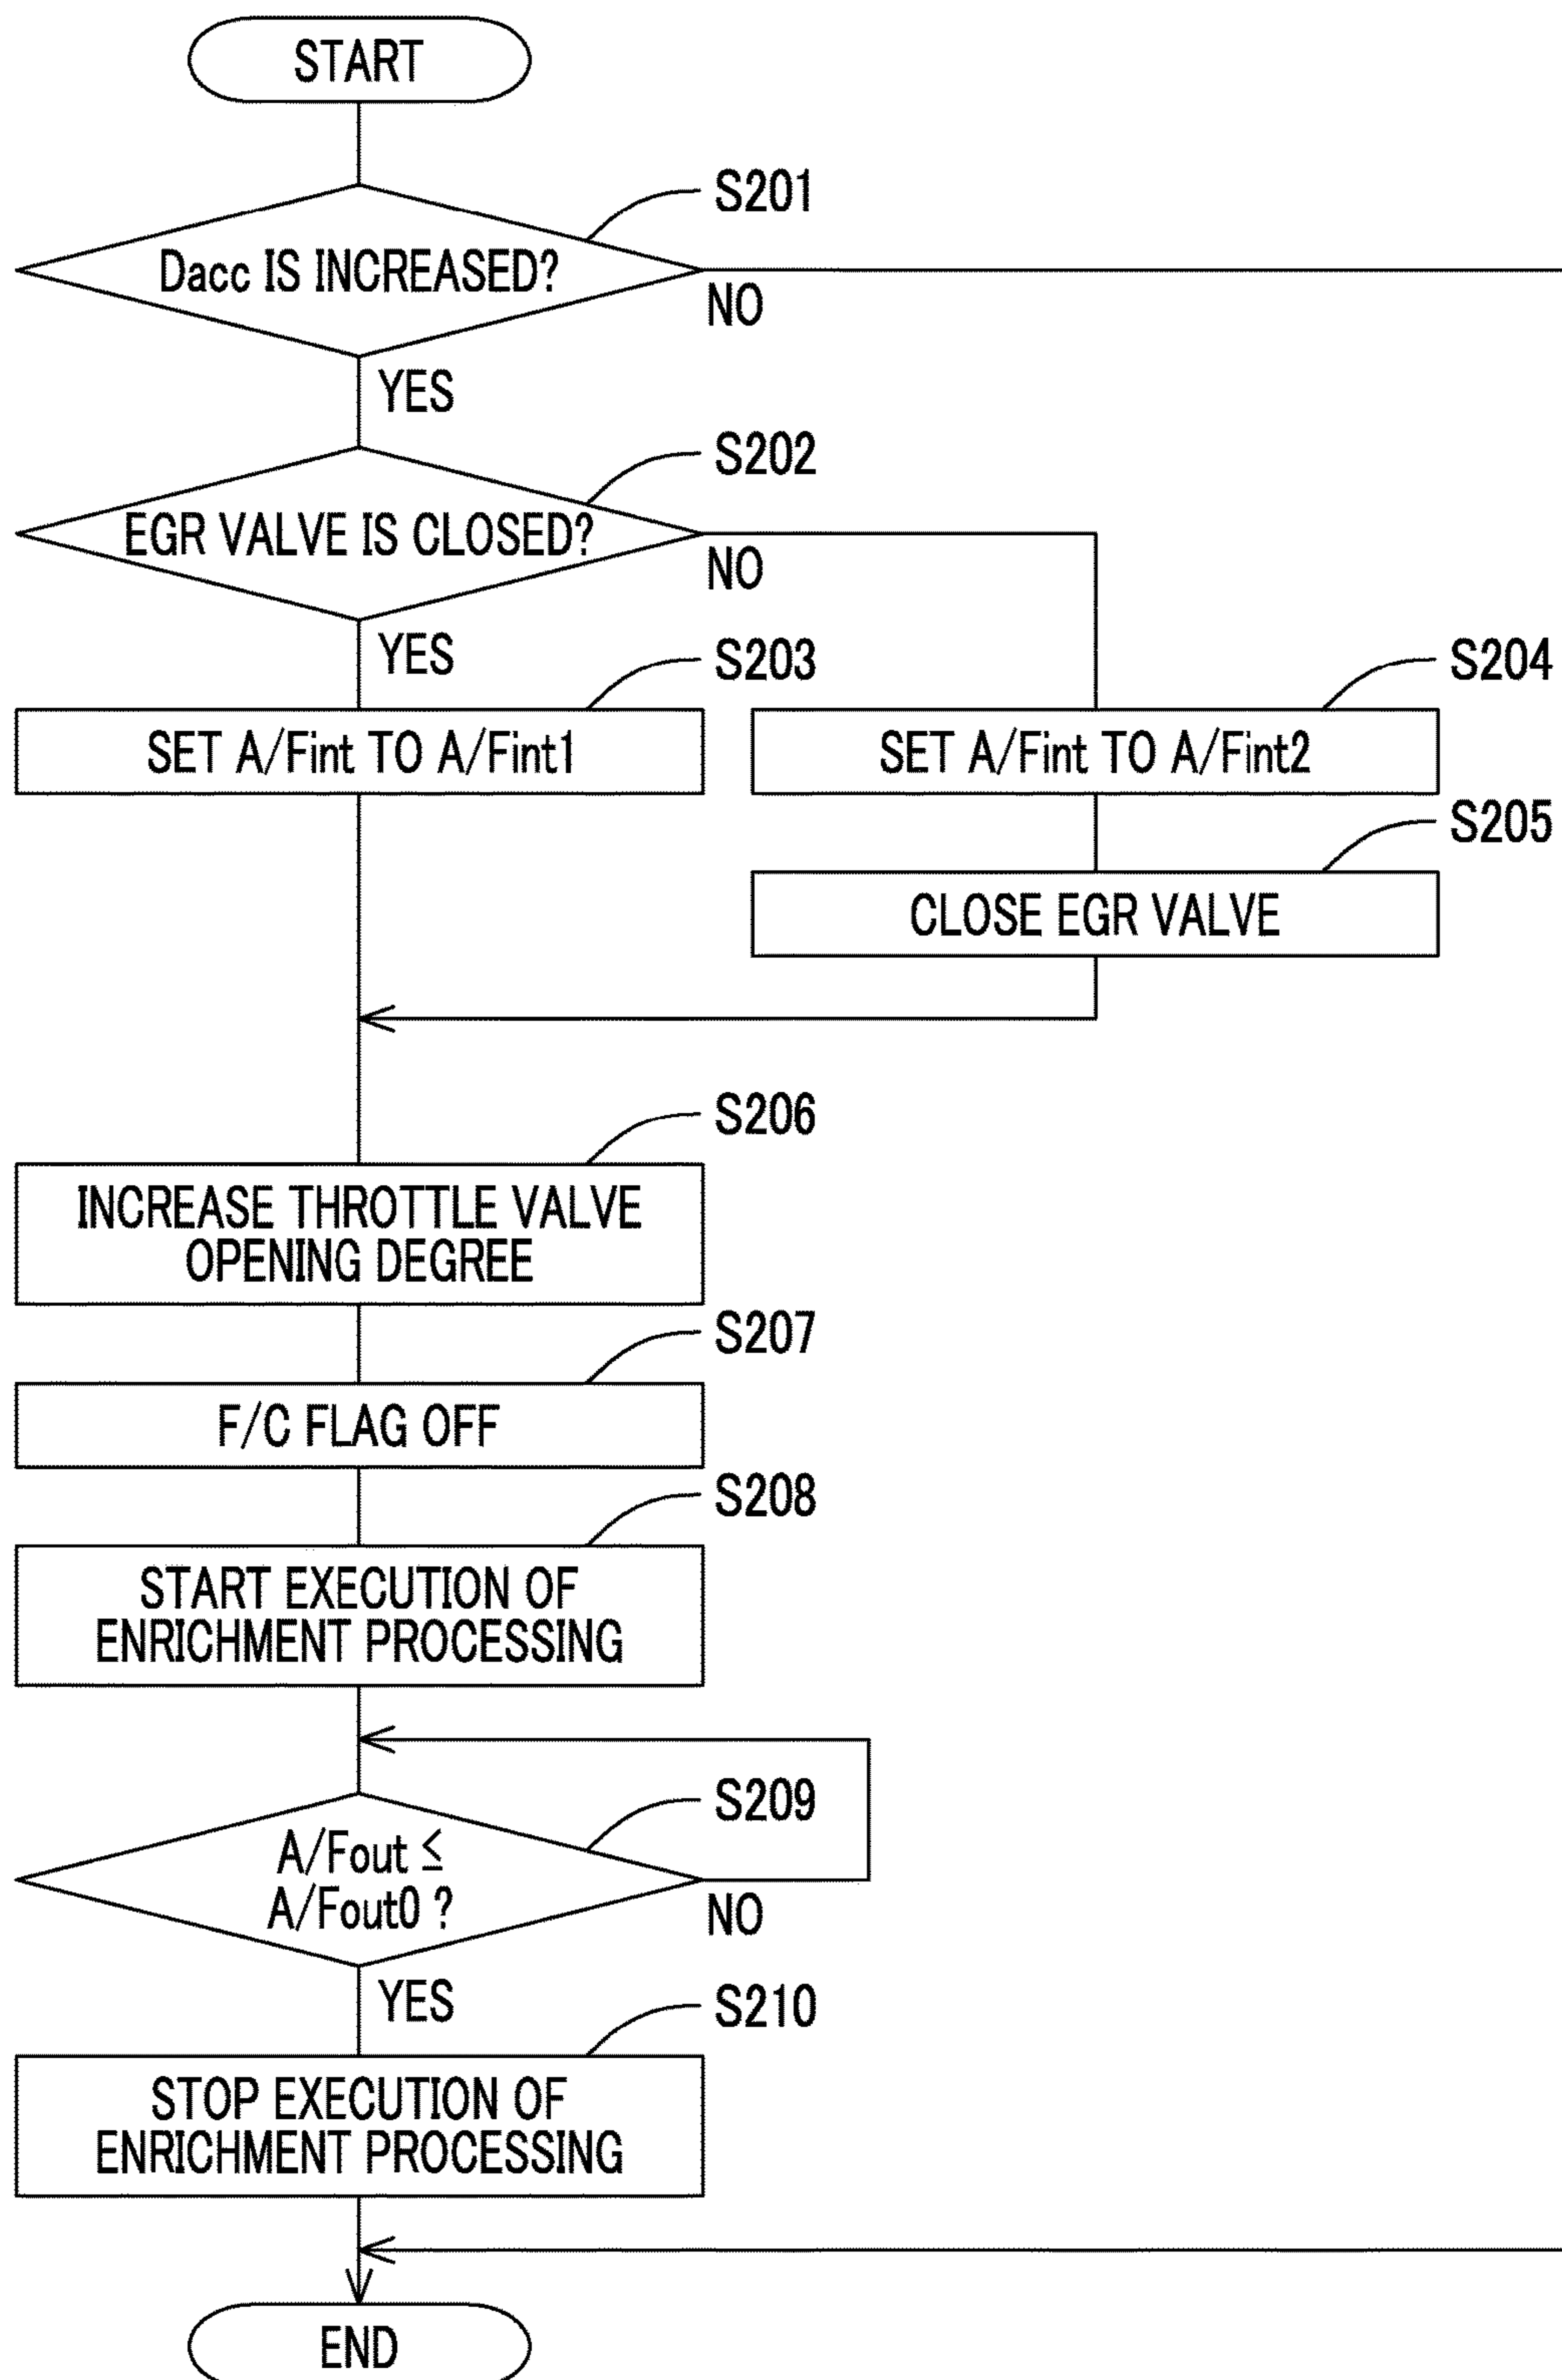 START
S201
Dacc IS INCREASED?
NO
YES
S202
EGR VALVE IS CLOSED?
NO
YES
S203
SET A/Fint TO A/Fint1
S204
SET A/Fint TO A/Fint2
S205
CLOSE EGR VALVE
S206
INCREASE THROTTLE VALVE
OPENING DEGREE
S207
F/C FLAG OFF
S208
START EXECUTION OF
ENRICHMENT PROCESSING
S209
A/Fout ≦
A/Fout0 ?
NO
YES
S210
STOP EXECUTION OF
ENRICHMENT PROCESSING
END